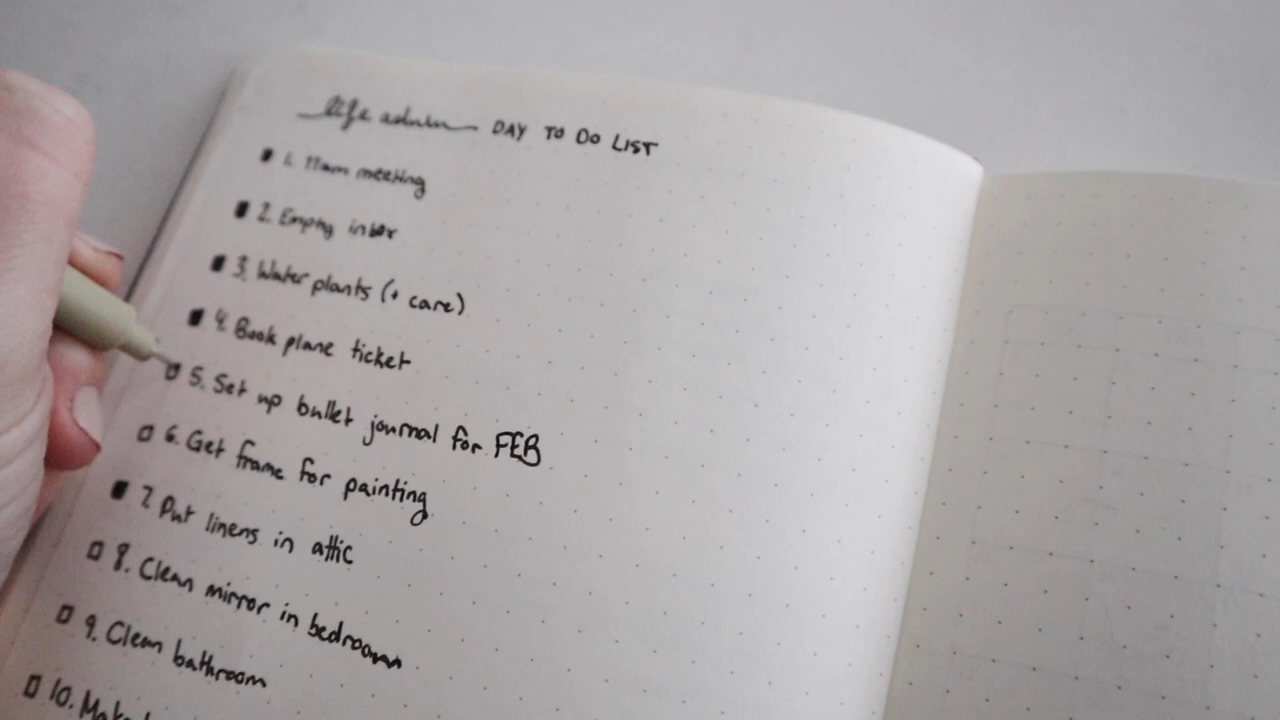 life admin DAY TO DO LIST
1. 11am meeting
2. Empty inbox
3. Water plants (+ care)
4. Book plane ticket
5. Set up bullet journal for FEB
6. Get frame for painting
7. Put linens in attic
8. Clean mirror in bedroom
9. Clean bathroom
10. Make